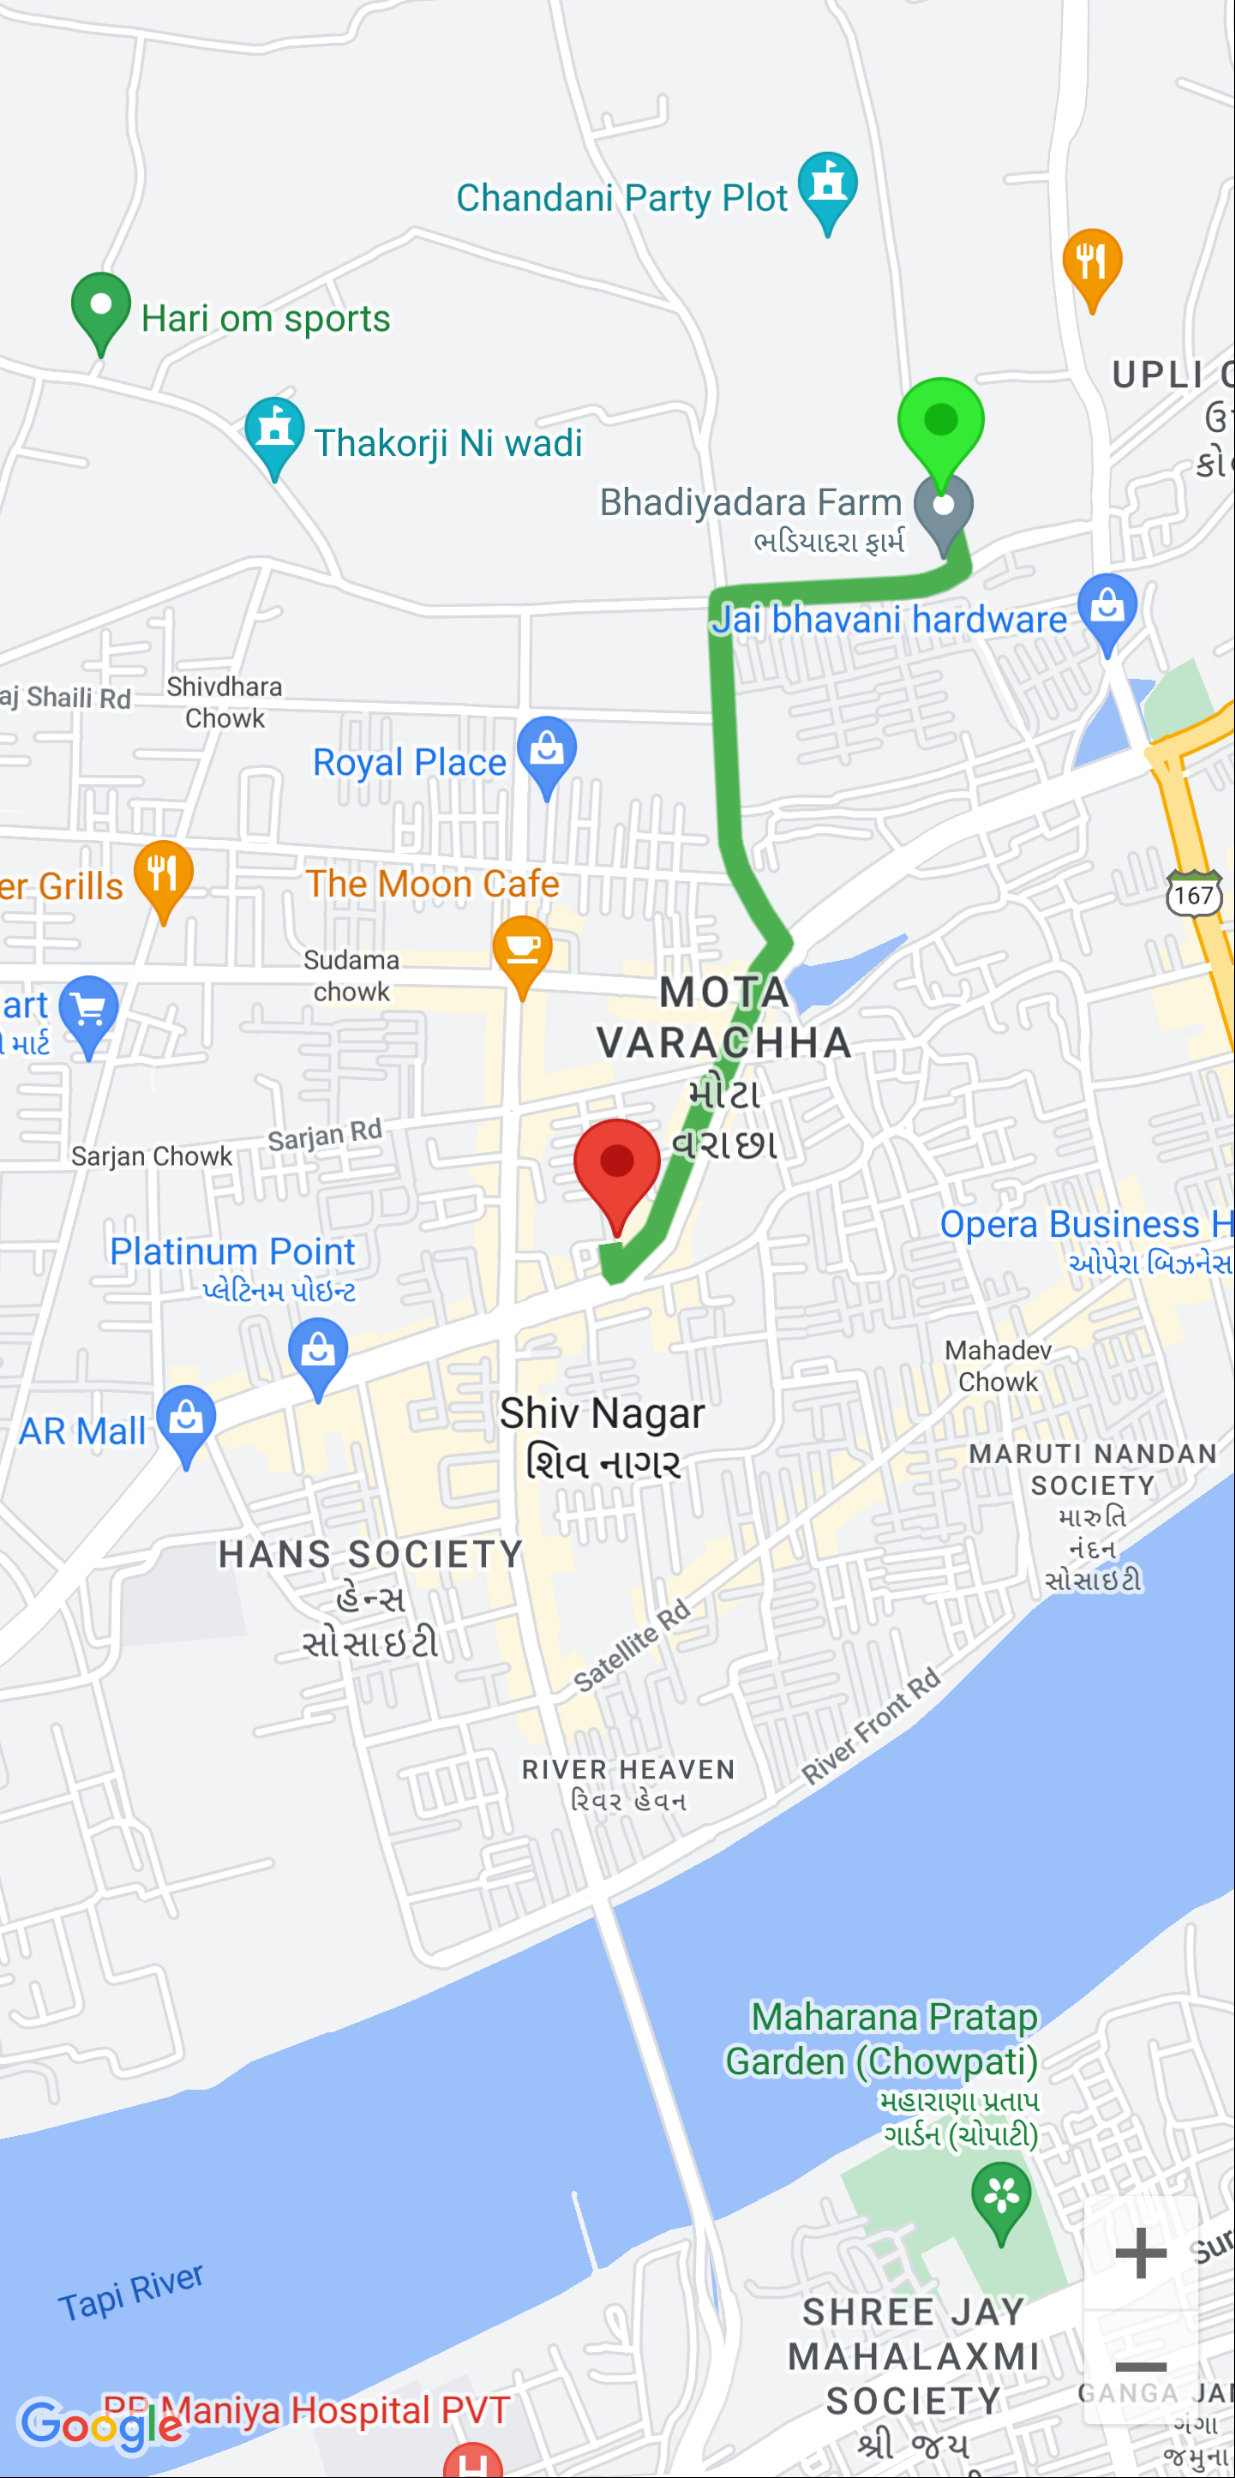 Chandani Party Plot
Hari om sports
UPLI
Thakorji Ni wadi
Bhadiyadara Farm
ભડિયાદરા ફાર્મ
Jai bhavani hardware
aj Shaili Rd
Shivdhara
Chowk
Royal Place
er Grills
The Moon Cafe
167
Sudama
chowk
art
માર્ટ
MOTA
VARACHHA
મોટા
વરાછા
Sarjan Rd
Sarjan Chowk
Platinum Point
પ્લેટિનમ પોઇન્ટ
Opera Business H
ઓપેરા બિઝનેસ
Mahadev
Chowk
AR Mall
Shiv Nagar
શિવ નાગર
MARUTI NANDAN
SOCIETY
મારુતિ
નંદન
સોસાઇટી
HANS SOCIETY
હેન્સ
સોસાઇટી
Satellite Rd
River Front Rd
RIVER HEAVEN
રિવર હેવન
Maharana Pratap
Garden (Chowpati)
મહારાણા પ્રતાપ
ગાર્ડન (ચોપાટી)
+
Sur
Tapi River
SHREE JAY
MAHALAXMI
SOCIETY
શ્રી જય
−
GANGA JA
ગંગા
જમુના
PP Maniya Hospital PVT
Google
H